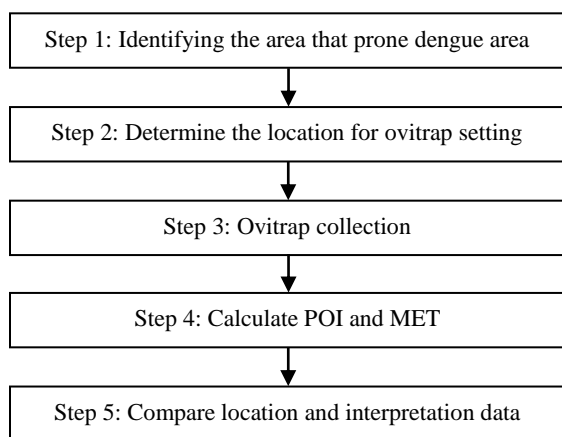 Step 1: Identifying the area that prone dengue area
Step 2: Determine the location for ovitrap setting
Step 3: Ovitrap collection
Step 4: Calculate POI and MET
Step 5: Compare location and interpretation data